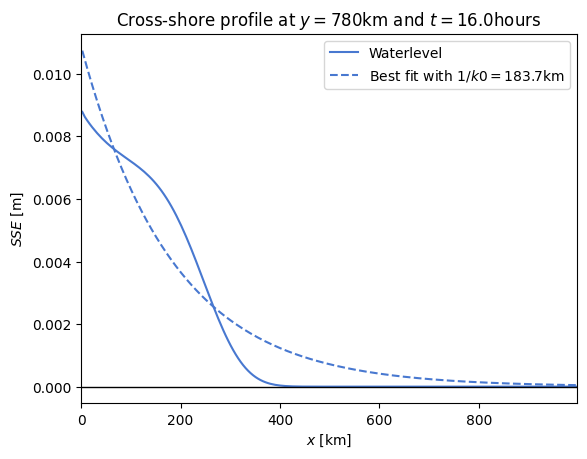 Cross-shore profile at y = 780km and t = 16.0hours
Waterlevel
Best fit with 1/k0 = 183.7km
0.010
0.008
0.006
0.004
0.002
0.000
SSE [m]
0 200 400 600 800
x [km]